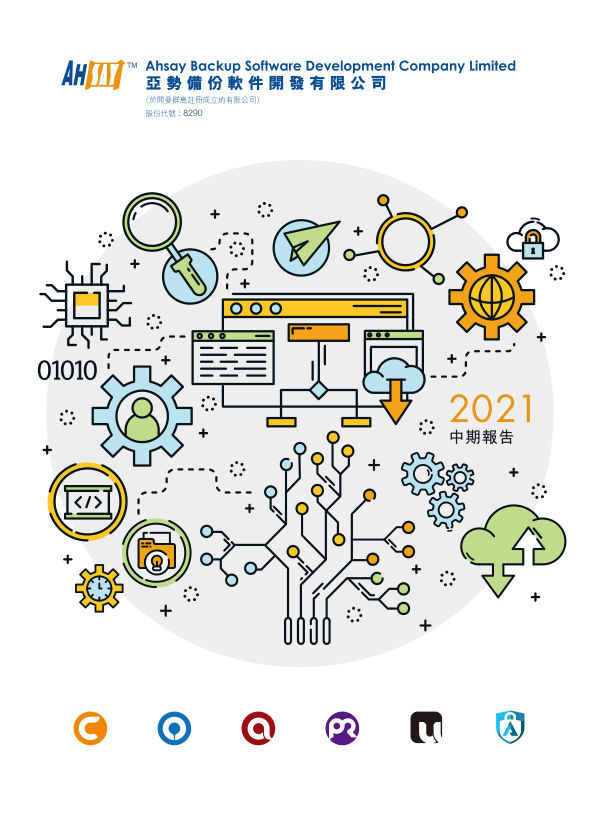 AHSAY™ Ahsay Backup Software Development Company Limited
亞勢備份軟件開發有限公司
(於開曼群島註冊成立的有限公司)
股份代號：8290
01010
2021
中期報告
</>